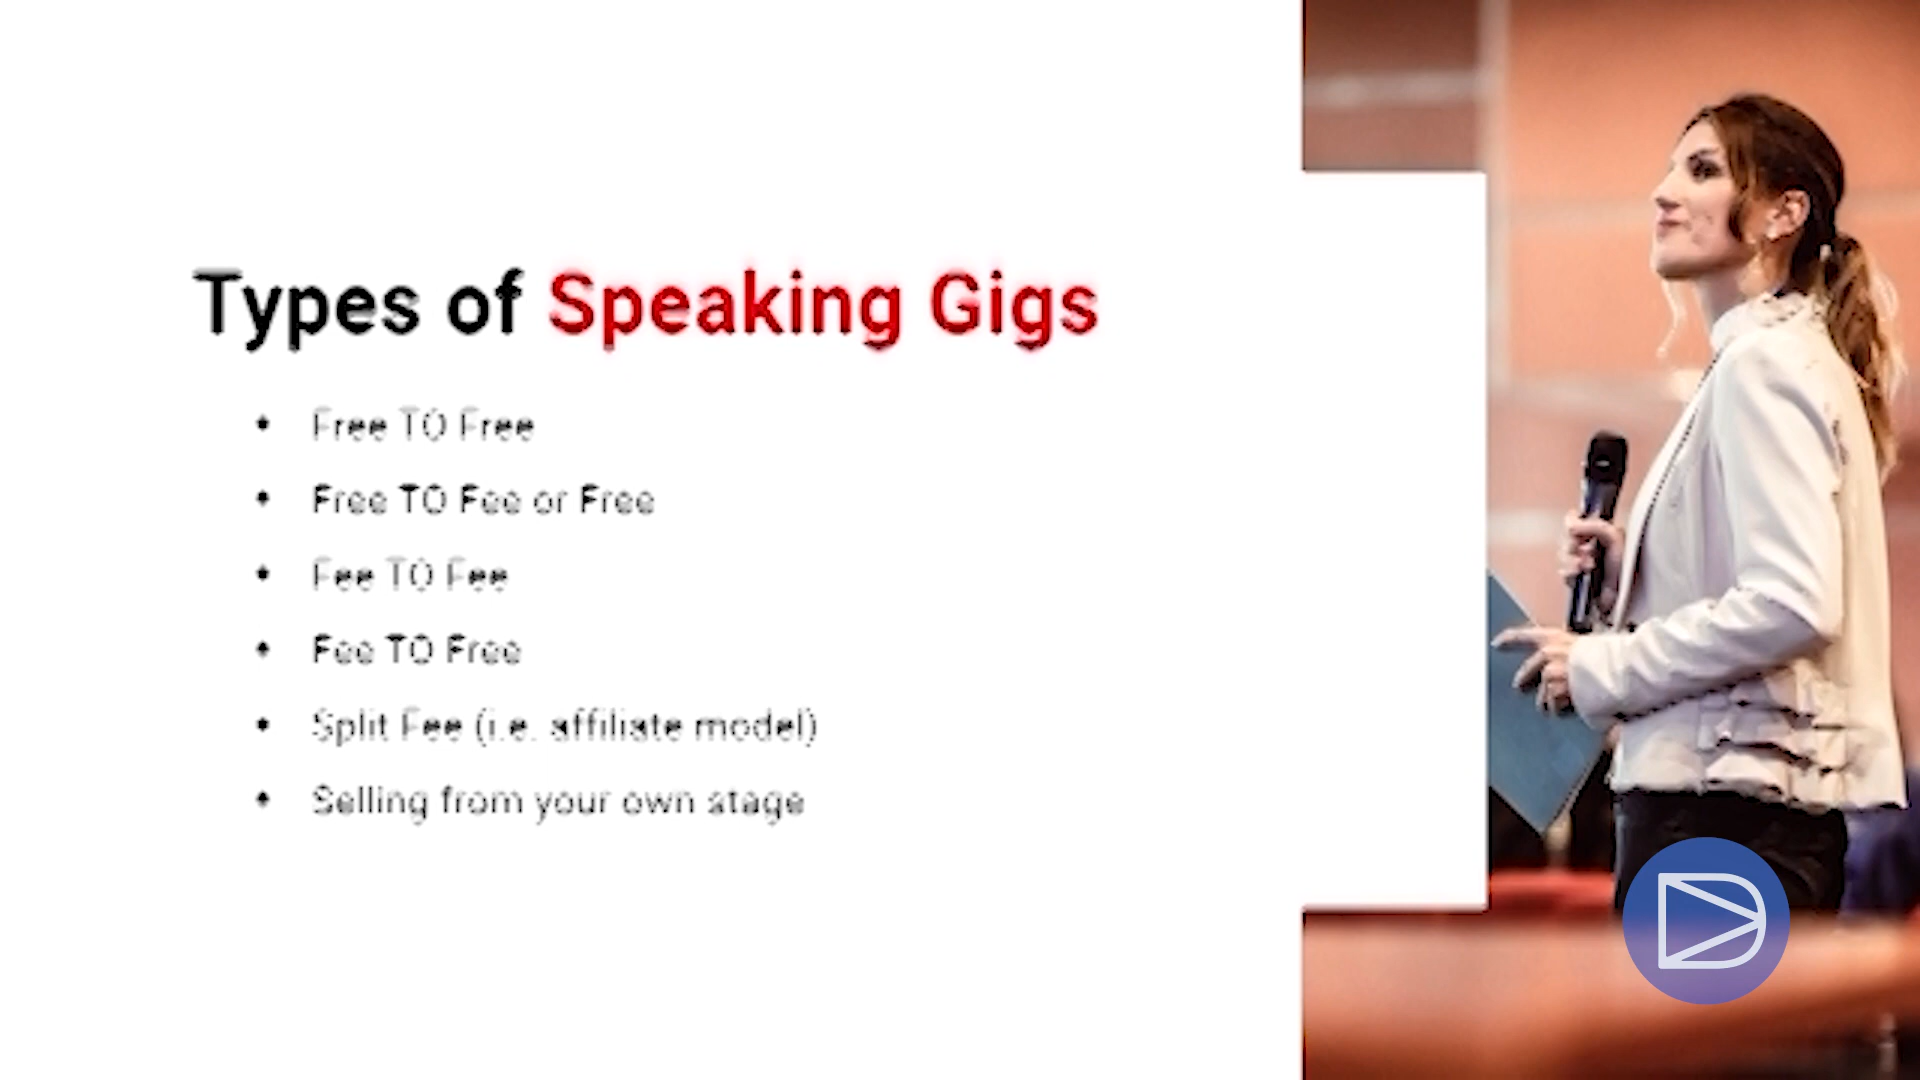 Types of Speaking Gigs
• Free TO Free
• Free TO Fee or Free
• Fee TO Fee
• Fee TO Free
• Split Fee (i.e. affiliate model)
• Selling from your own stage